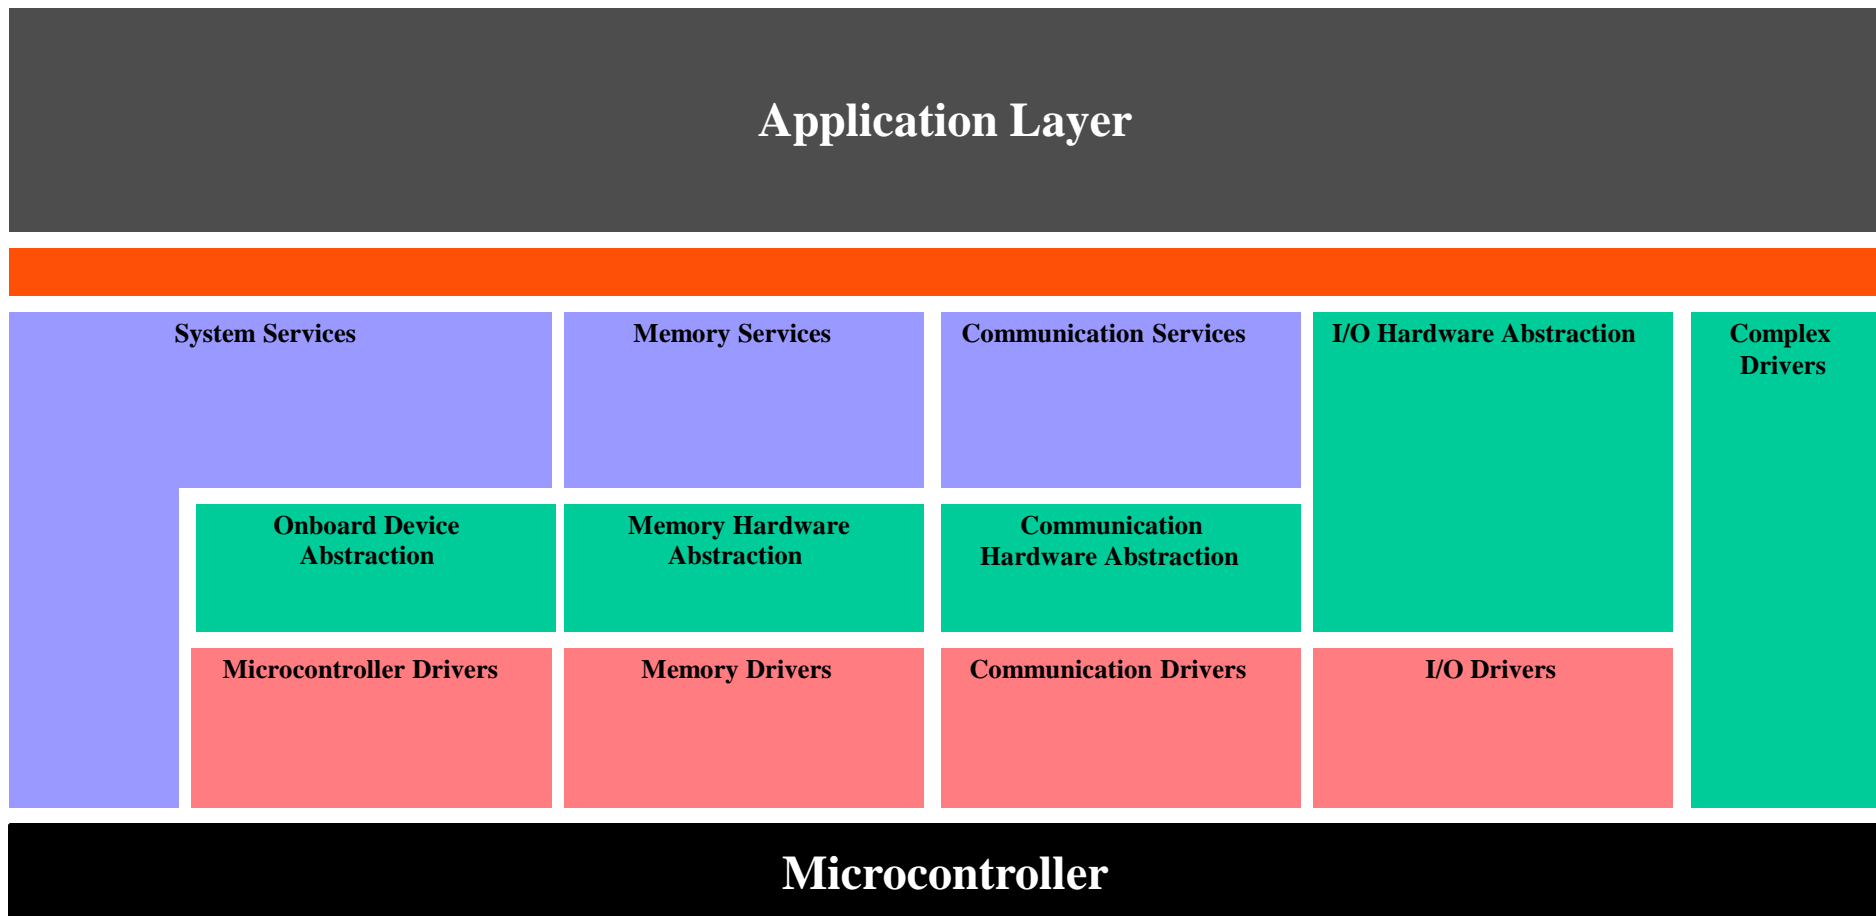 Application Layer
System Services
Memory Services
Communication Services
I/O Hardware Abstraction
Complex
Drivers
Onboard Device
Abstraction
Memory Hardware
Abstraction
Communication
Hardware Abstraction
Microcontroller Drivers
Memory Drivers
Communication Drivers
I/O Drivers
Microcontroller